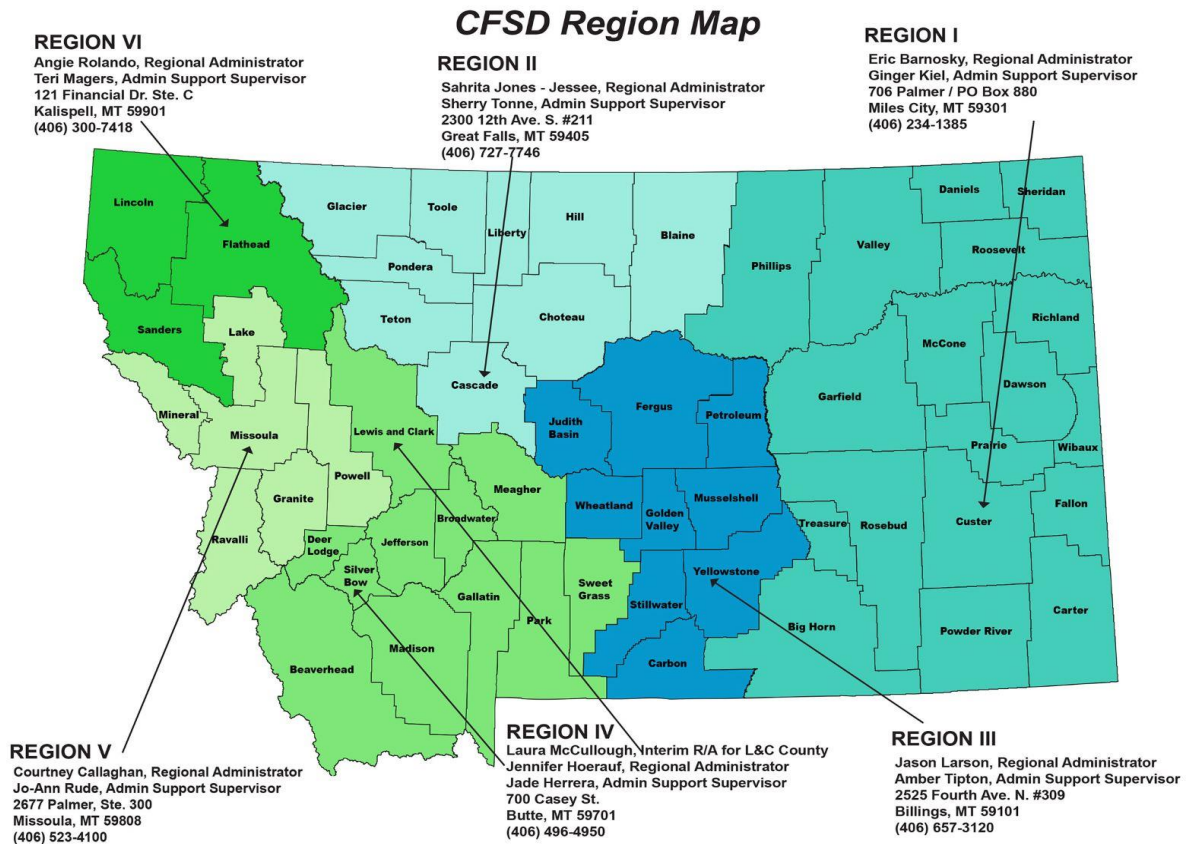 CFSD Region Map
REGION VI
Angie Rolando, Regional Administrator
Teri Magers, Admin Support Supervisor
121 Financial Dr. Ste. C
Kalispell, MT 59901
(406) 300-7418
REGION II
Sahrita Jones - Jessee, Regional Administrator
Sherry Tonne, Admin Support Supervisor
2300 12th Ave. S. #211
Great Falls, MT 59405
(406) 727-7746
REGION I
Eric Barnosky, Regional Administrator
Ginger Kiel, Admin Support Supervisor
706 Palmer / PO Box 880
Miles City, MT 59301
(406) 234-1385
Lincoln
Flathead
Sanders
Lake
Glacier
Toole
Liberty
Hill
Blaine
Pondera
Teton
Choteau
Cascade
Phillips
Valley
Daniels
Sheridan
Roosevelt
Richland
McCone
Dawson
Garfield
Prairie
Wibaux
Mineral
Missoula
Lewis and Clark
Powell
Granite
Ravalli
Judith
Basin
Fergus
Petroleum
Meagher
Broadwater
Jefferson
Deer
Lodge
Silver
Bow
Wheatland
Golden
Valley
Musselshell
Treasure
Rosebud
Custer
Fallon
Yellowstone
Stillwater
Sweet
Grass
Gallatin
Park
Madison
Beaverhead
Carbon
Big Horn
Powder River
Carter
REGION V
Courtney Callaghan, Regional Administrator
Jo-Ann Rude, Admin Support Supervisor
2677 Palmer, Ste. 300
Missoula, MT 59808
(406) 523-4100
REGION IV
Laura McCullough, Interim R/A for L&C County
Jennifer Hoerauf, Regional Administrator
Jade Herrera, Admin Support Supervisor
700 Casey St.
Butte, MT 59701
(406) 496-4950
REGION III
Jason Larson, Regional Administrator
Amber Tipton, Admin Support Supervisor
2525 Fourth Ave. N. #309
Billings, MT 59101
(406) 657-3120